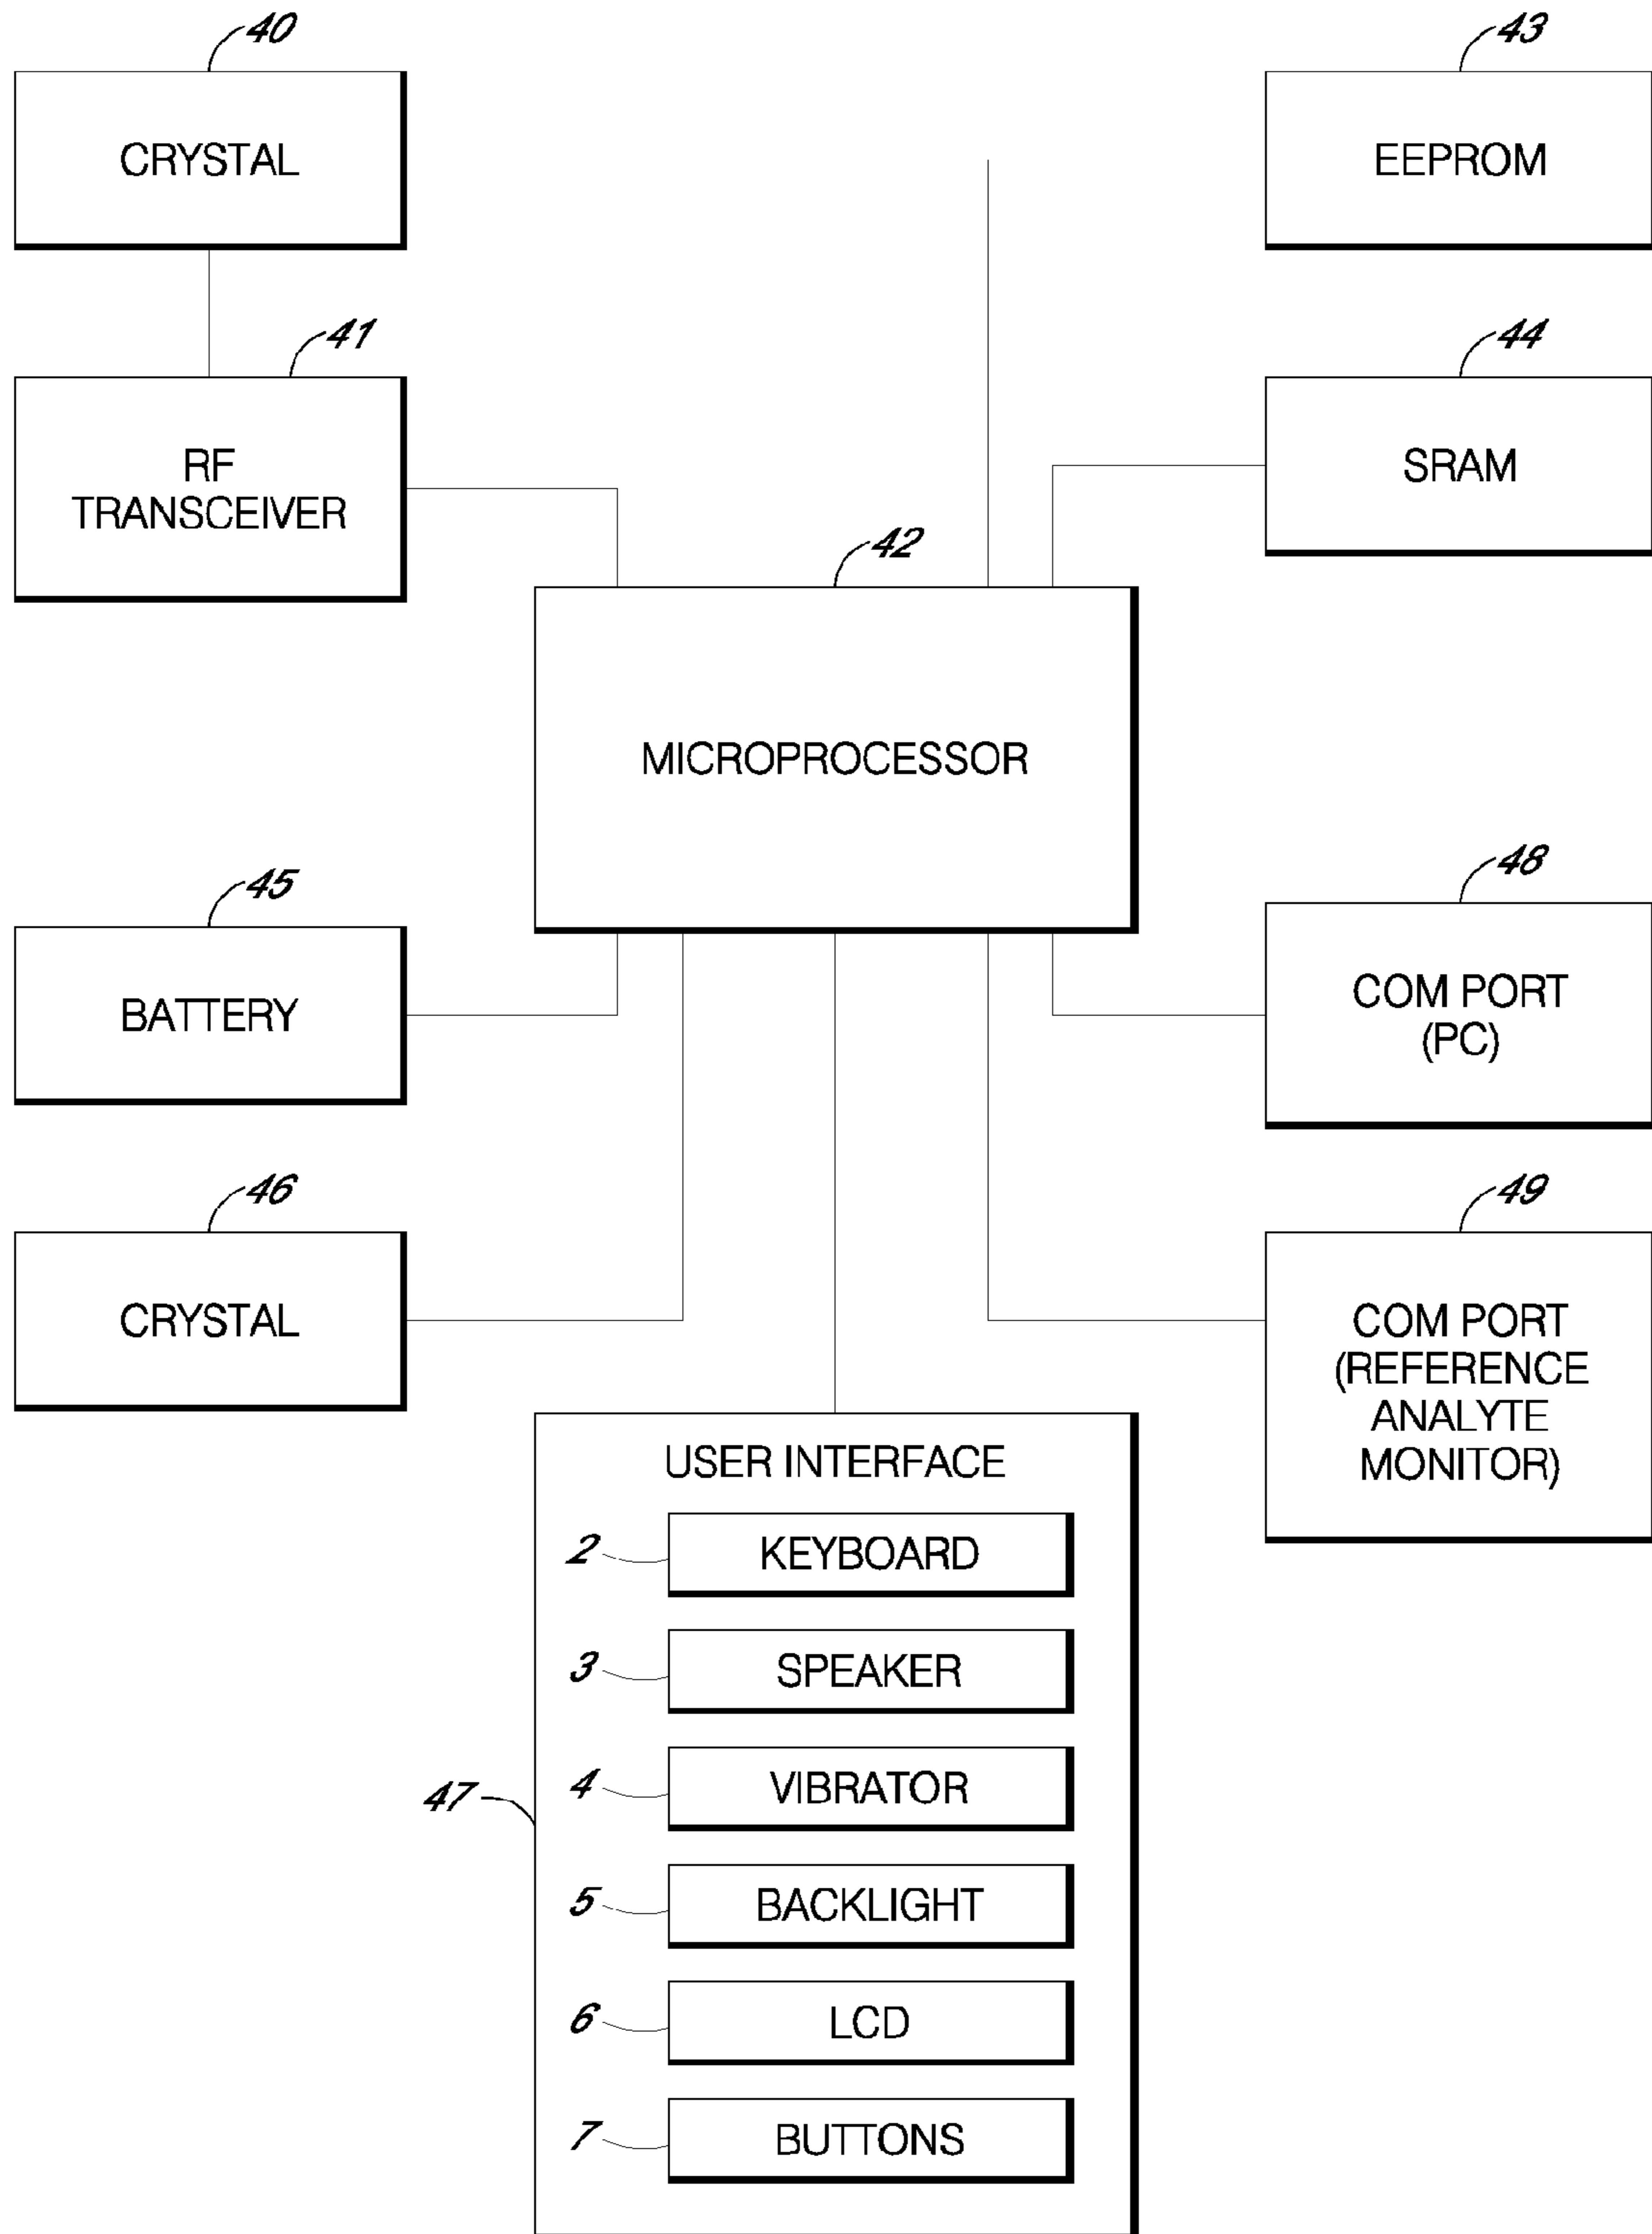 40
CRYSTAL
43
EEPROM
41
RF
TRANSCEIVER
44
SRAM
42
MICROPROCESSOR
45
BATTERY
48
COM PORT
(PC)
46
CRYSTAL
49
COM PORT
(REFERENCE
ANALYTE
MONITOR)
47
USER INTERFACE
2 KEYBOARD
3 SPEAKER
4 VIBRATOR
5 BACKLIGHT
6 LCD
7 BUTTONS